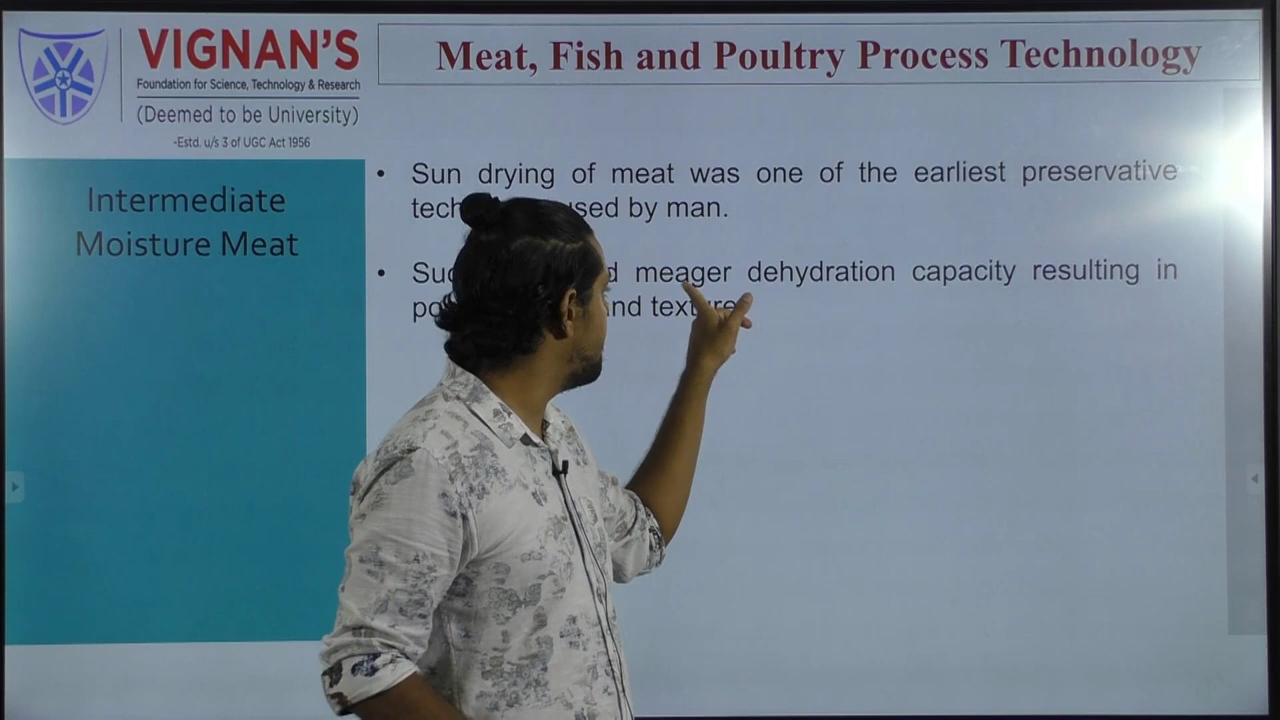 VIGNAN'S
Foundation for Science, Technology & Research
(Deemed to be University)
-Estd. u/s 3 of UGC Act 1956
Meat, Fish and Poultry Process Technology
Intermediate
Moisture Meat
• Sun drying of meat was one of the earliest preservative
by man.
• meager dehydration capacity resulting in
texture